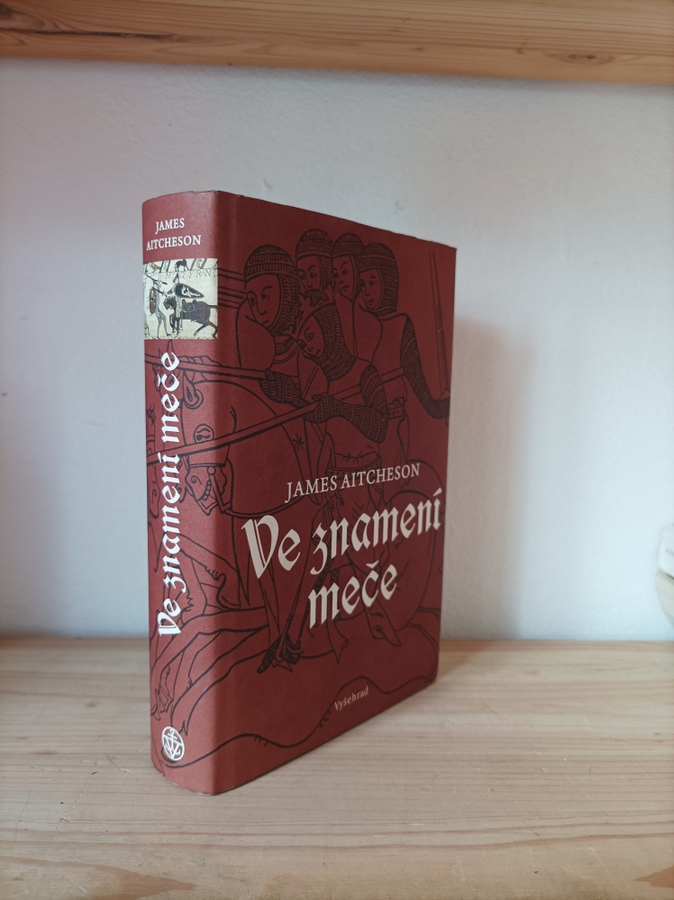 JAMES
AITCHESON
Ve znamení meče
JAMES AITCHESON
Ve znamení
meče
Vyšehrad